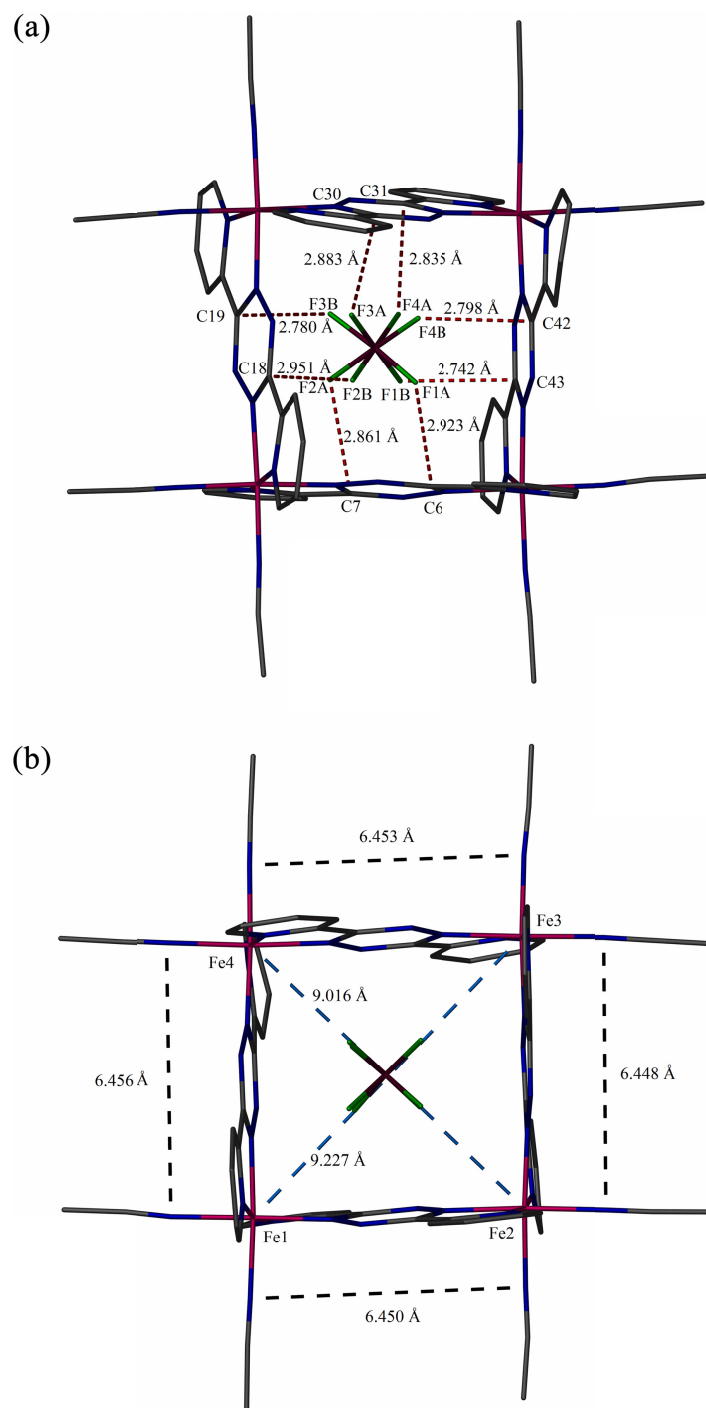 (a)
C30 C31
2.883 Å 2.835 Å
F3B F3A F4A 2.798 Å
C19 2.780 Å F4B C42
C18 2.951 Å 2.742 Å C43
F2A F2B F1B F1A
2.861 Å 2.923 Å
C7 C6
(b)
6.453 Å
Fe3
Fe4
9.016 Å
6.456 Å 6.448 Å
9.227 Å
Fe1 Fe2
6.450 Å